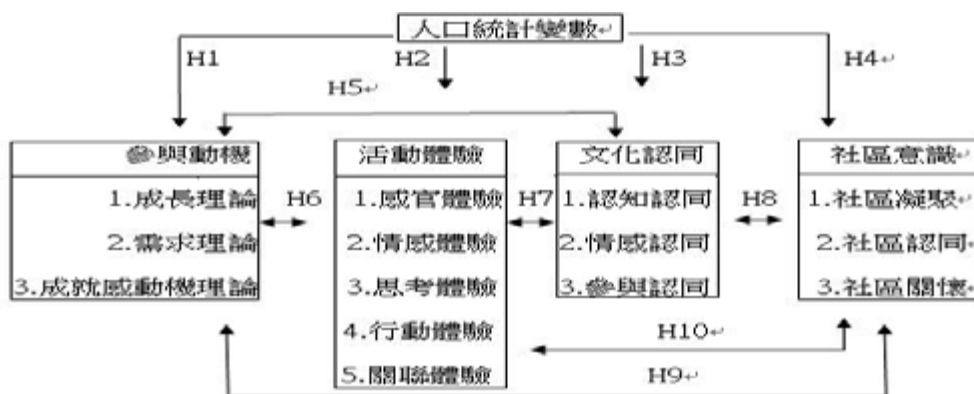 人口統計變數↵
H1
H2
H3
H4↵
H5↵
參與動機
1.成長理論
2.需求理論
3.成就感動機理論
H6
活動體驗
1.感官體驗
2.情感體驗
3.思考體驗
4.行動體驗
5.關聯體驗
H7
文化認同
1.認知認同
2.情感認同
3.參與認同
H8
社區意識↵
1.社區凝聚↵
2.社區認同↵
3.社區關懷↵
H10↵
H9↵